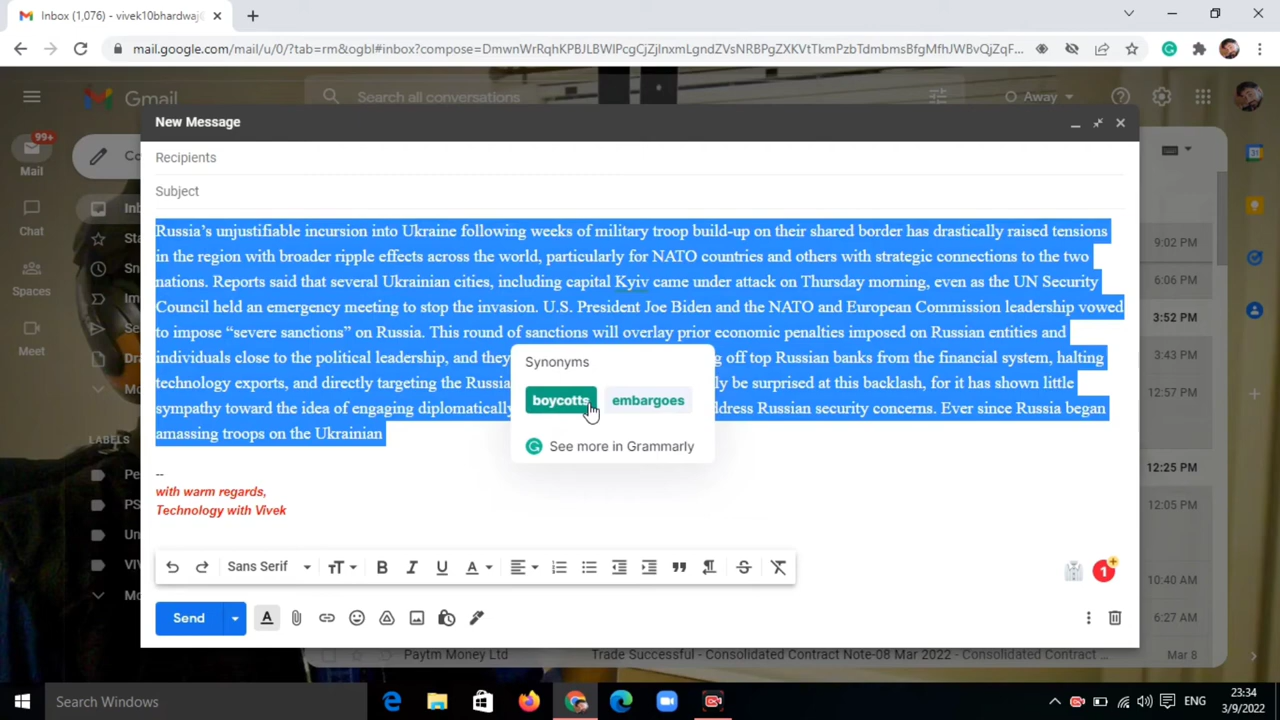 Inbox (1,076) - vivek10bhardwaj
mail.google.com/mail/u/0/?tab=rm&ogbl#inbox?compose=DmwnWrRqhKPBJLBWlPcgCjZjlnxmLgndZVsNRBPgZXKVtTkmPzbTdmbmsBfgMfhJWBvQjZqF...
Gmail
Search all conversations
Away
99+
Mail
Chat
Spaces
Meet
LABELS
New Message
Recipients
Subject
Russia's unjustifiable incursion into Ukraine following weeks of military troop build-up on their shared border has drastically raised tensions
in the region with broader ripple effects across the world, particularly for NATO countries and others with strategic connections to the two
nations. Reports said that several Ukrainian cities, including capital Kyiv came under attack on Thursday morning, even as the UN Security
Council held an emergency meeting to stop the invasion. U.S. President Joe Biden and the NATO and European Commission leadership vowed
to impose “severe sanctions” on Russia. This round of sanctions will overlay prior economic penalties imposed on Russian entities and
individuals close to the political leadership, and they g off top Russian banks from the financial system, halting
technology exports, and directly targeting the Russia ly be surprised at this backlash, for it has shown little
sympathy toward the idea of engaging diplomatically ddress Russian security concerns. Ever since Russia began
amassing troops on the Ukrainian
Synonyms
boycotts embargoes
See more in Grammarly
--
with warm regards,
Technology with Vivek
Sans Serif
1
Send
9:02 PM
6:06 PM
3:52 PM
3:43 PM
12:57 PM
12:25 PM
12:05 PM
10:40 AM
6:27 AM
Paytm Money Ltd Trade Successful - Consolidated Contract Note-08 Mar 2022 - Consolidated Contract ... Mar 8
Search Windows
ENG
23:34
3/9/2022